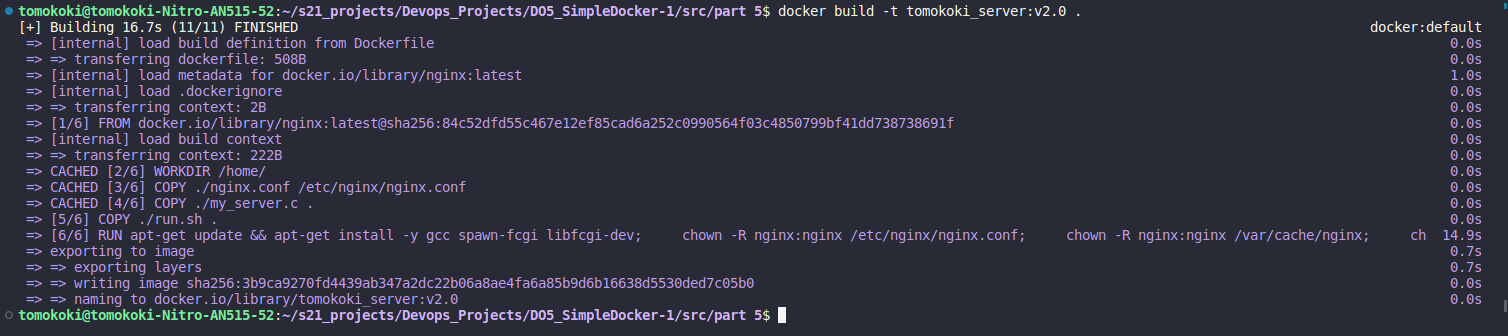 tomokoki@tomokoki-Nitro-AN515-52:~/s21_projects/Devops_Projects/DO5_SimpleDocker-1/src/part 5$ docker build -t tomokoki_server:v2.0 .
[+] Building 16.7s (11/11) FINISHED docker:default
=> [internal] load build definition from Dockerfile 0.0s
=> => transferring dockerfile: 508B 0.0s
=> [internal] load metadata for docker.io/library/nginx:latest 1.0s
=> [internal] load .dockerignore 0.0s
=> => transferring context: 2B 0.0s
=> [1/6] FROM docker.io/library/nginx:latest@sha256:84c52dfd55c467e12ef85cad6a252c0990564f03c4850799bf41dd738738691f 0.0s
=> [internal] load build context 0.0s
=> => transferring context: 222B 0.0s
=> CACHED [2/6] WORKDIR /home/ 0.0s
=> CACHED [3/6] COPY ./nginx.conf /etc/nginx/nginx.conf 0.0s
=> CACHED [4/6] COPY ./my_server.c . 0.0s
=> [5/6] COPY ./run.sh . 0.0s
=> [6/6] RUN apt-get update && apt-get install -y gcc spawn-fcgi libfcgi-dev; chown -R nginx:nginx /etc/nginx/nginx.conf; chown -R nginx:nginx /var/cache/nginx; ch 14.9s
=> exporting to image 0.7s
=> => exporting layers 0.7s
=> => writing image sha256:3b9ca9270fd4439ab347a2dc22b06a8ae4fa6a85b9d6b16638d5530ded7c05b0 0.0s
=> => naming to docker.io/library/tomokoki_server:v2.0 0.0s
tomokoki@tomokoki-Nitro-AN515-52:~/s21_projects/Devops_Projects/DO5_SimpleDocker-1/src/part 5$